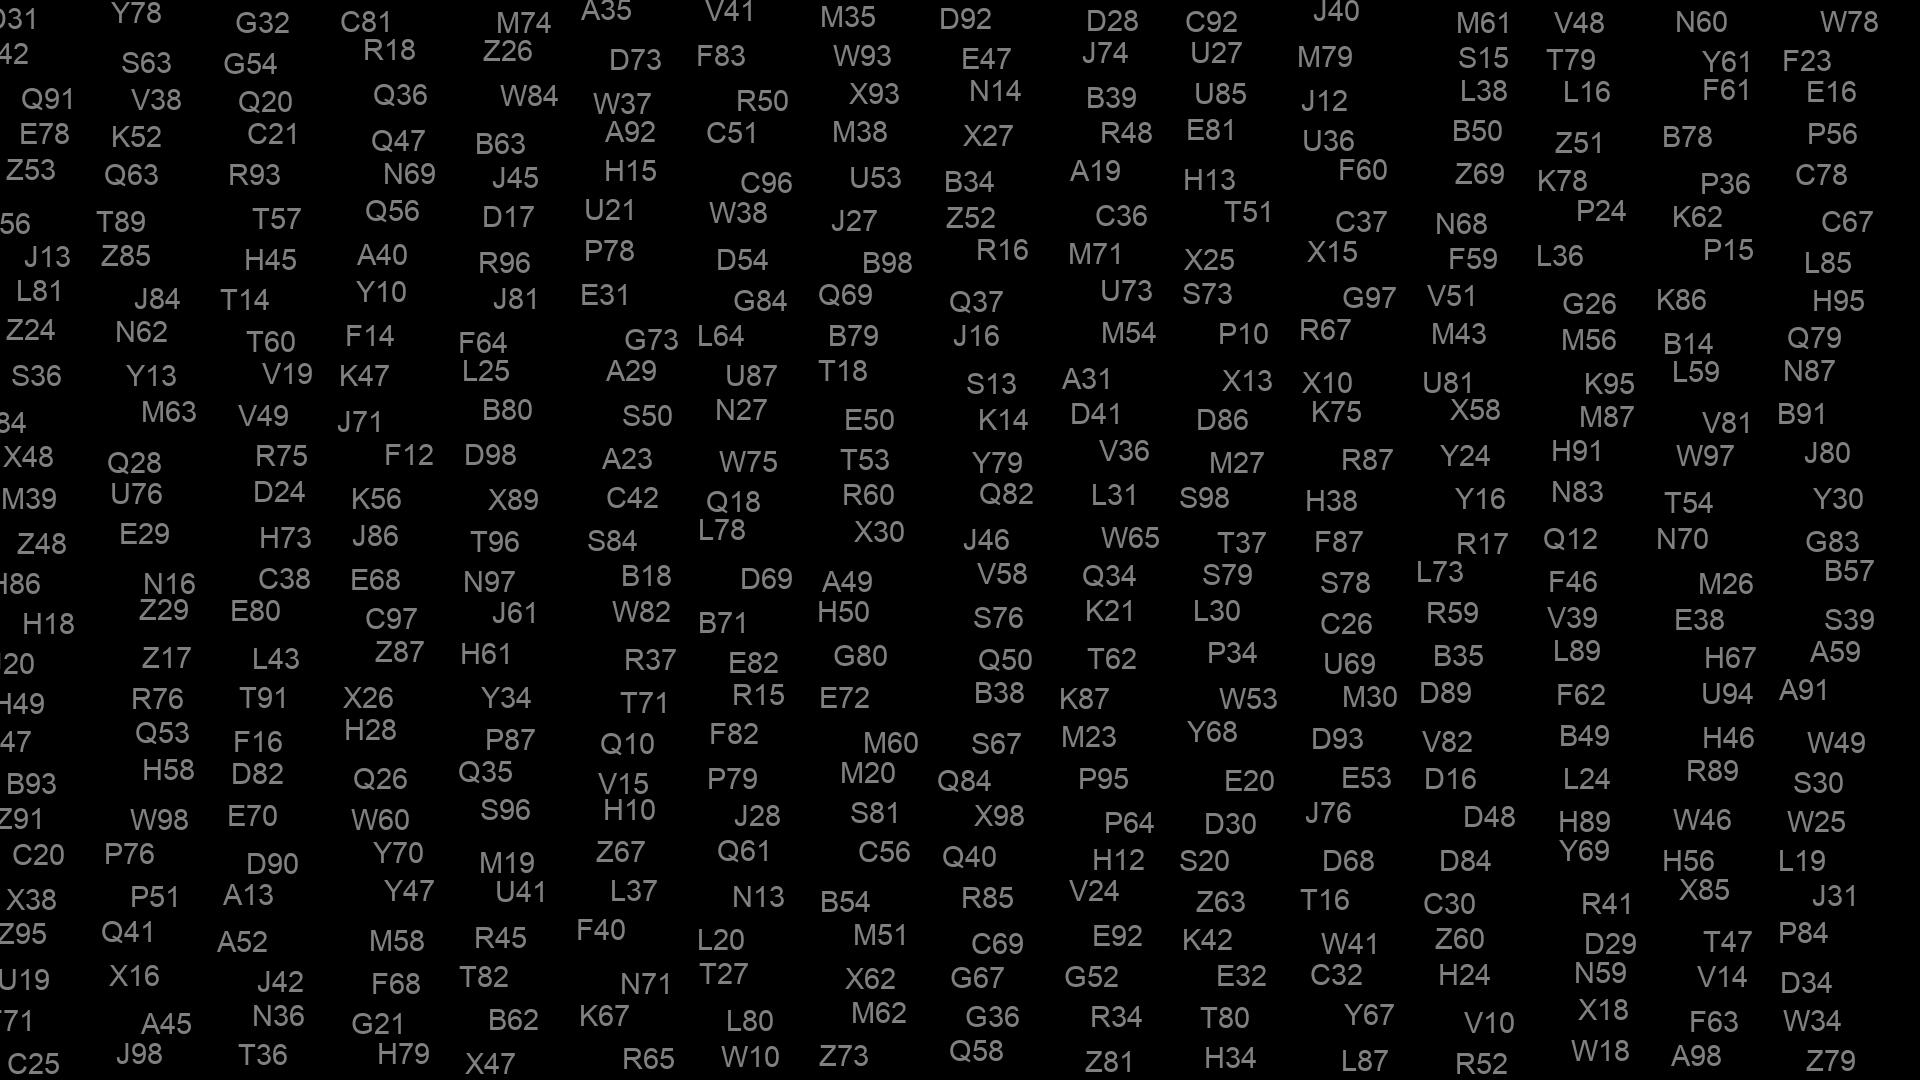 Y78 G32 C81 M74 A35 V41 M35 D92 D28 C92 J40 M61 V48 N60 W78
S63 G54 R18 Z26 D73 F83 W93 E47 J74 U27 M79 S15 T79 Y61 F23
Q91 V38 Q20 Q36 W84 W37 R50 X93 N14 B39 U85 J12 L38 L16 F61 E16
E78 K52 C21 Q47 B63 A92 C51 M38 X27 R48 E81 U36 B50 Z51 B78 P56
Z53 Q63 R93 N69 J45 H15 C96 U53 B34 A19 H13 F60 Z69 K78 P36 C78
T89 T57 Q56 D17 U21 W38 J27 Z52 C36 T51 C37 N68 P24 K62 C67
J13 Z85 H45 A40 R96 P78 D54 B98 R16 M71 X25 X15 F59 L36 P15 L85
L81 J84 T14 Y10 J81 E31 G84 Q69 Q37 U73 S73 G97 V51 G26 K86 H95
Z24 N62 T60 F14 F64 G73 L64 B79 J16 M54 P10 R67 M43 M56 B14 Q79
S36 Y13 V19 K47 L25 A29 U87 T18 S13 A31 X13 X10 U81 K95 L59 N87
M63 V49 J71 B80 S50 N27 E50 K14 D41 D86 K75 X58 M87 V81 B91
X48 Q28 R75 F12 D98 A23 W75 T53 Y79 V36 M27 R87 Y24 H91 W97 J80
M39 U76 D24 K56 X89 C42 Q18 R60 Q82 L31 S98 H38 Y16 N83 T54 Y30
Z48 E29 H73 J86 T96 S84 L78 X30 J46 W65 T37 F87 R17 Q12 N70 G83
H86 N16 C38 E68 N97 B18 D69 A49 V58 Q34 S79 S78 L73 F46 M26 B57
H18 Z29 E80 C97 J61 W82 B71 H50 S76 K21 L30 C26 R59 V39 E38 S39
Z17 L43 Z87 H61 R37 E82 G80 Q50 T62 P34 U69 B35 L89 H67 A59
H49 R76 T91 X26 Y34 T71 R15 E72 B38 K87 W53 M30 D89 F62 U94 A91
Q53 F16 H28 P87 Q10 F82 M60 S67 M23 Y68 D93 V82 B49 H46 W49
B93 H58 D82 Q26 Q35 V15 P79 M20 Q84 P95 E20 E53 D16 L24 R89 S30
Z91 W98 E70 W60 S96 H10 J28 S81 X98 P64 D30 J76 D48 H89 W46 W25
C20 P76 D90 Y70 M19 Z67 Q61 C56 Q40 H12 S20 D68 D84 Y69 H56 L19
X38 P51 A13 Y47 U41 L37 N13 B54 R85 V24 Z63 T16 C30 R41 X85 J31
Z95 Q41 A52 M58 R45 F40 L20 M51 C69 E92 K42 W41 Z60 D29 T47 P84
U19 X16 J42 F68 T82 N71 T27 X62 G67 G52 E32 C32 H24 N59 V14 D34
A45 N36 G21 B62 K67 L80 M62 G36 R34 T80 Y67 V10 X18 F63 W34
C25 J98 T36 H79 X47 R65 W10 Z73 Q58 Z81 H34 L87 R52 W18 A98 Z79